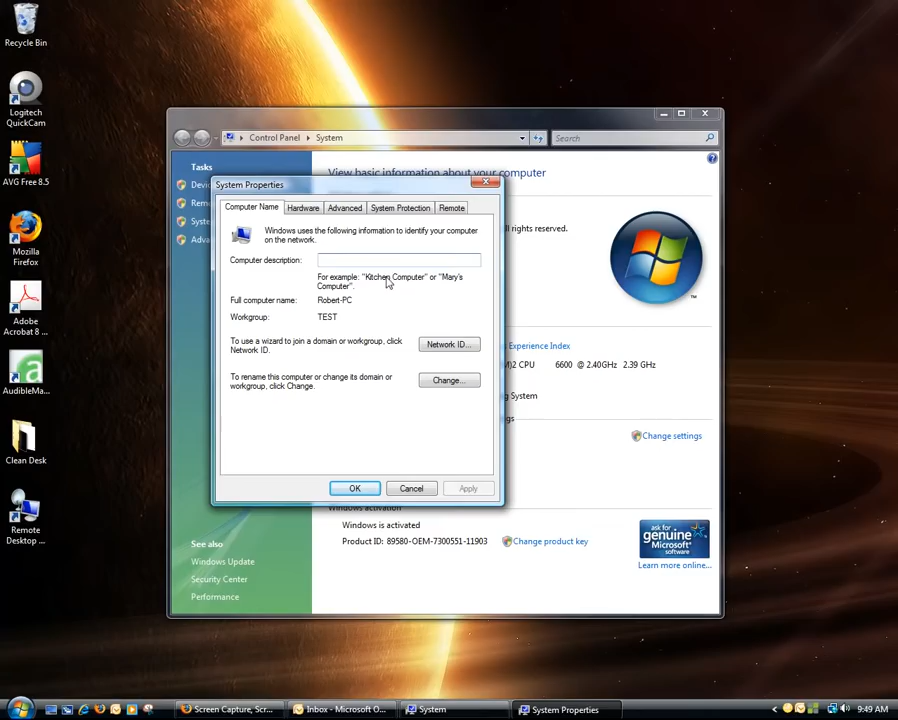 Recycle Bin
Logitech
QuickCam
AVG Free 8.5
Mozilla
Firefox
Adobe
Acrobat 8 ...
AudibleMa...
Clean Desk
Remote
Desktop ...
Control Panel
System
Search
Tasks
View basic information about your computer
System Properties
Computer Name
Hardware
Advanced
System Protection
Remote
Windows uses the following information to identify your computer
on the network.
Computer description:
For example: "Kitchen Computer" or "Mary's
Computer".
Full computer name:
Robert-PC
Workgroup:
TEST
To use a wizard to join a domain or workgroup, click
Network ID.
Network ID...
To rename this computer or change its domain or
workgroup, click Change.
Change...
OK
Cancel
Apply
s rights reserved.
Experience Index
)2 CPU 6600 @ 2.40GHz 2.39 GHz
g System
gs
Change settings
Windows activation
Windows is activated
Product ID: 89580-OEM-7300551-11903
Change product key
ask for
genuine
Microsoft
software
Learn more online...
See also
Windows Update
Security Center
Performance
Screen Capture, Scr...
Inbox - Microsoft O...
System
System Properties
9:49 AM